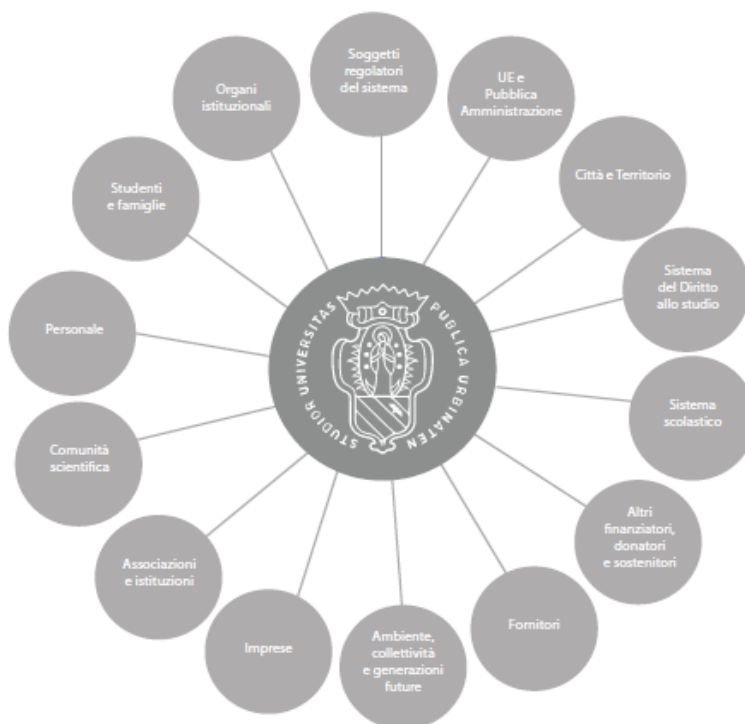 Soggetti
regolatori
del sistema
UE e
Pubblica
Amministrazione
Città e Territorio
Sistema
del Diritto
allo studio
Sistema
scolastico
Altri
finanziatori,
donatori
e sostenitori
Fornitori
Ambiente,
collettività
e generazioni
future
Imprese
Associazioni
e istituzioni
Comunità
scientifica
Personale
Studenti
e famiglie
Organi
istituzionali
STUDIOR UNIVERSITAS PUBLICA URBINATEN